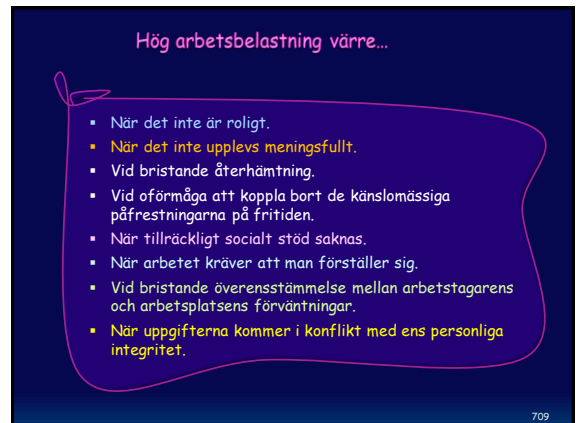 Hög arbetsbelastning värre…
▪ När det inte är roligt.
▪ När det inte upplevs meningsfullt.
▪ Vid bristande återhämtning.
▪ Vid oförmåga att koppla bort de känslomässiga
påfrestningarna på fritiden.
▪ När tillräckligt socialt stöd saknas.
▪ När arbetet kräver att man förställer sig.
▪ Vid bristande överensstämmelse mellan arbetstagarens
och arbetsplatsens förväntningar.
▪ När uppgifterna kommer i konflikt med ens personliga
integritet.
709